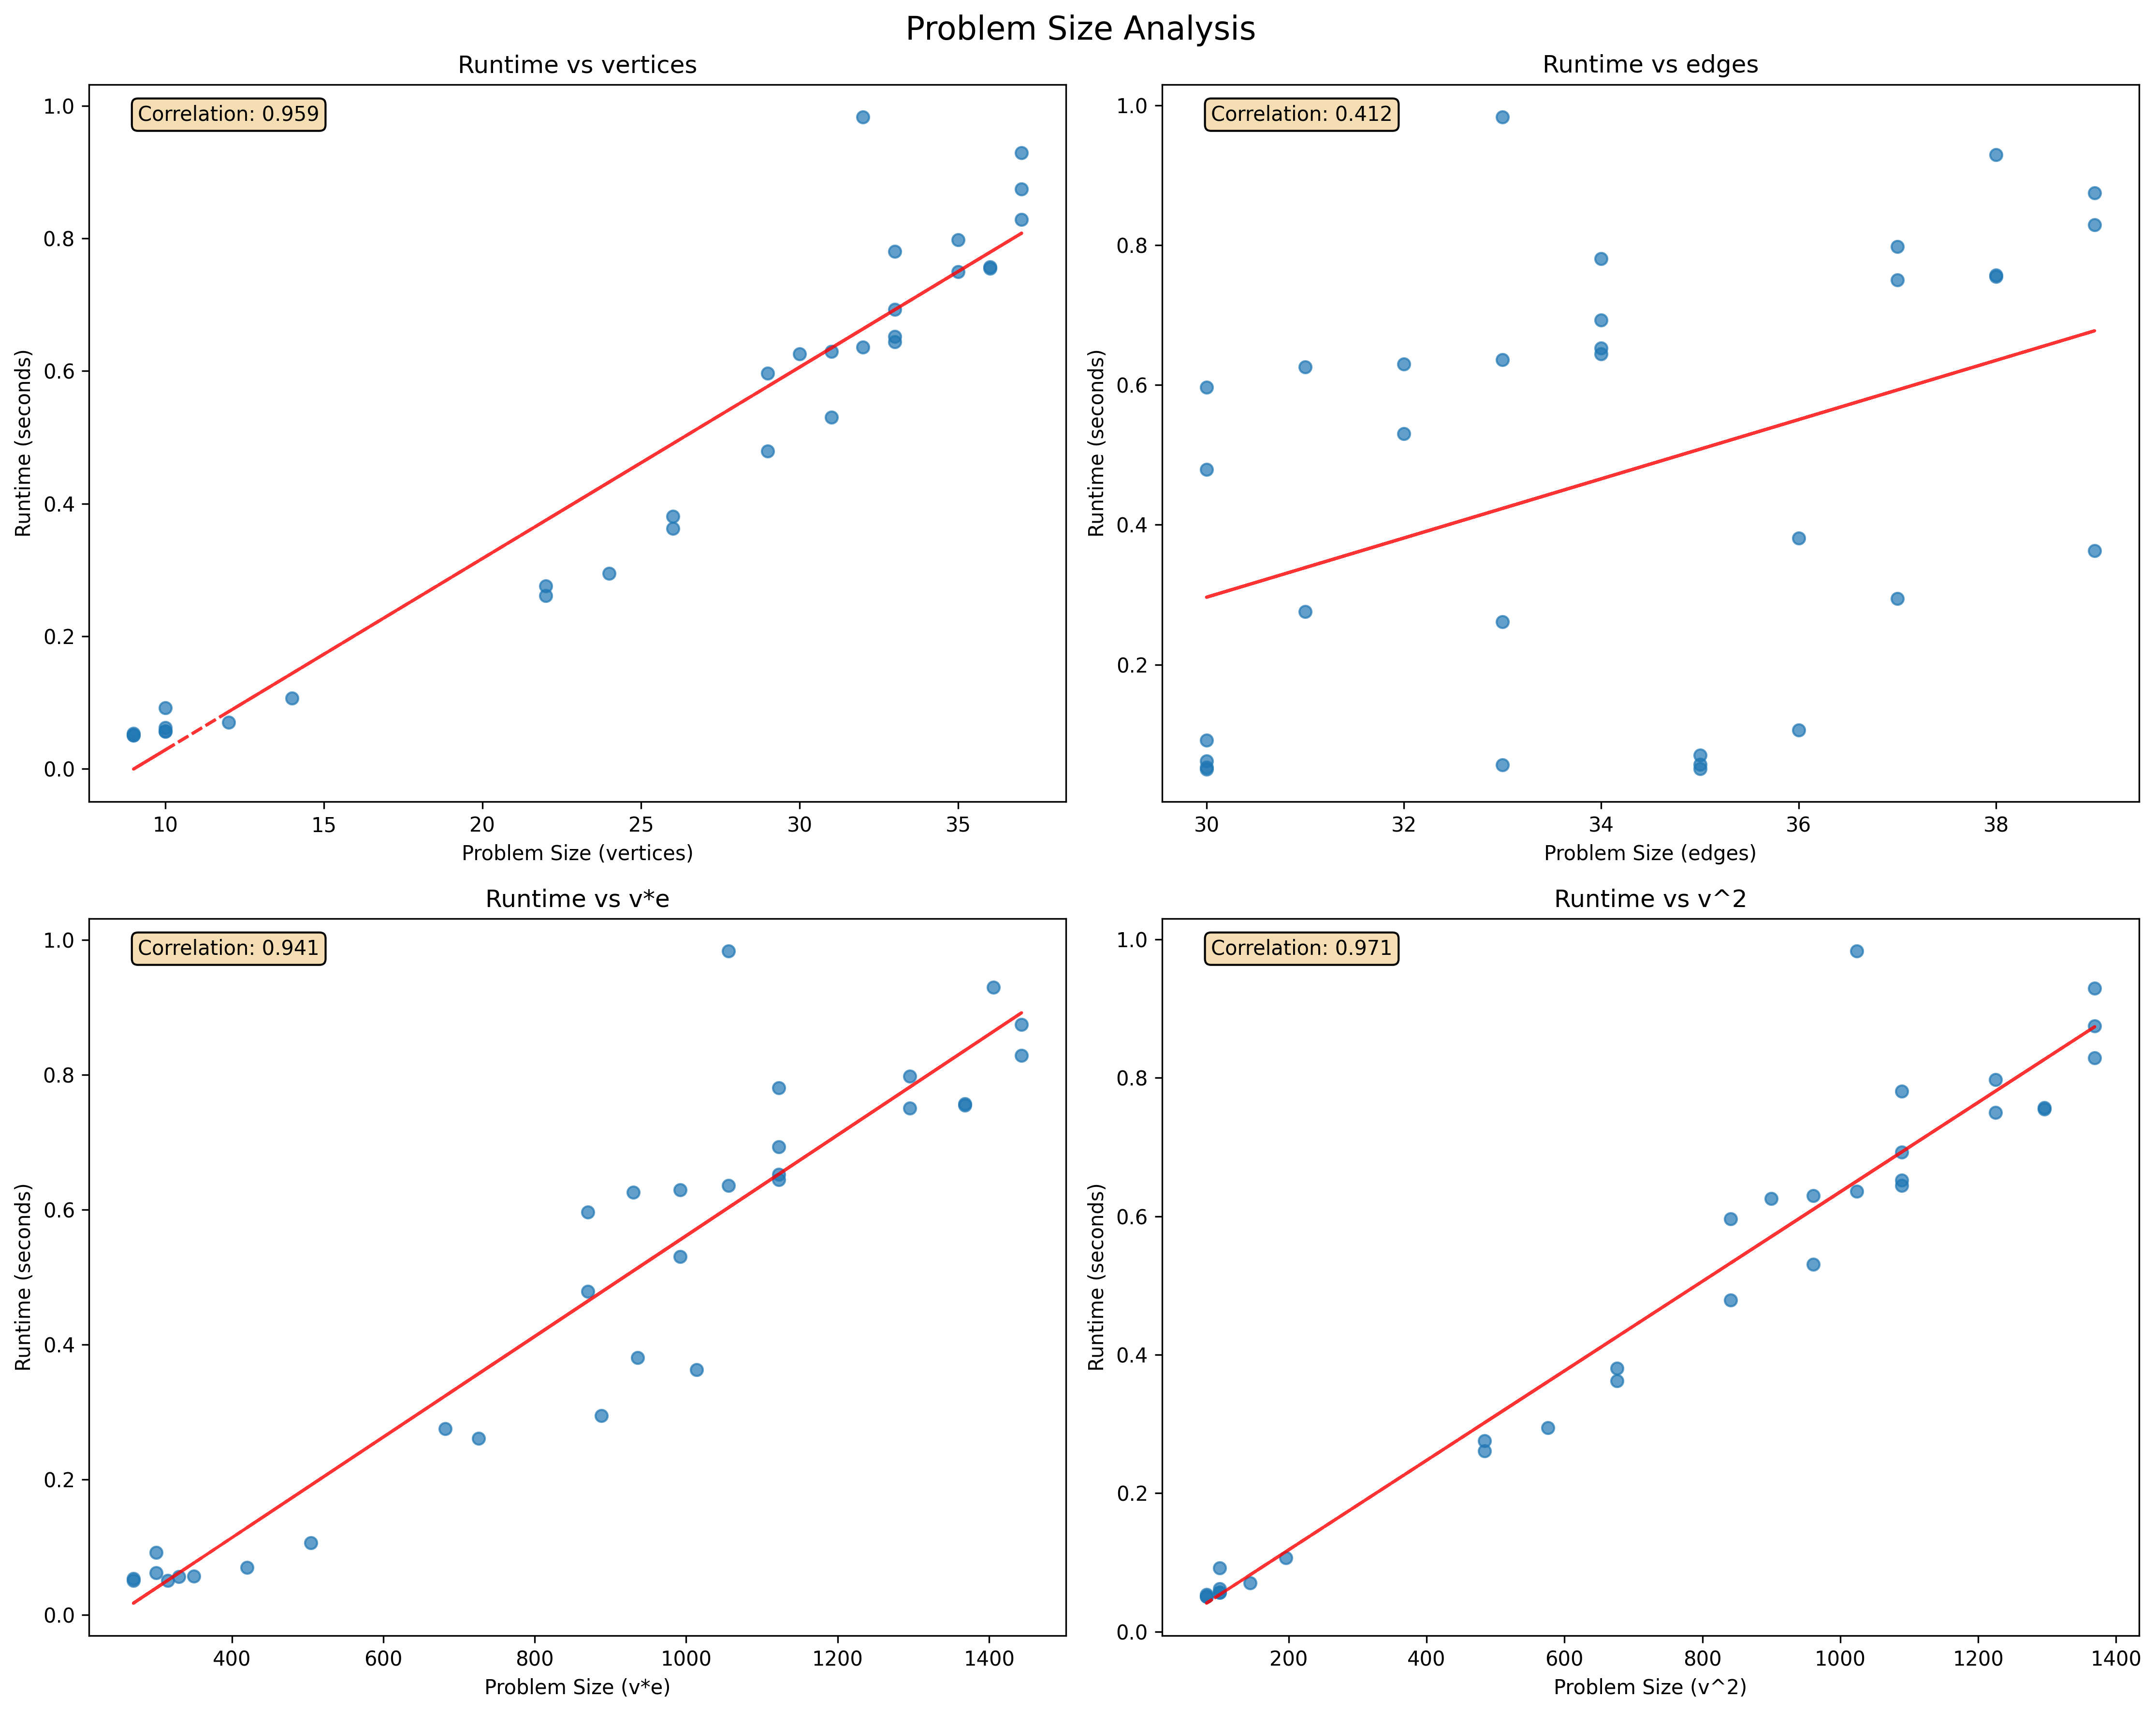 Problem Size Analysis
Runtime vs vertices
Correlation: 0.959
Runtime (seconds)
1.0
0.8
0.6
0.4
0.2
0.0
10 15 20 25 30 35
Problem Size (vertices)
Runtime vs edges
Correlation: 0.412
Runtime (seconds)
1.0
0.8
0.6
0.4
0.2
30 32 34 36 38
Problem Size (edges)
Runtime vs v*e
Correlation: 0.941
Runtime (seconds)
1.0
0.8
0.6
0.4
0.2
0.0
400 600 800 1000 1200 1400
Problem Size (v*e)
Runtime vs v^2
Correlation: 0.971
Runtime (seconds)
1.0
0.8
0.6
0.4
0.2
0.0
200 400 600 800 1000 1200 1400
Problem Size (v^2)